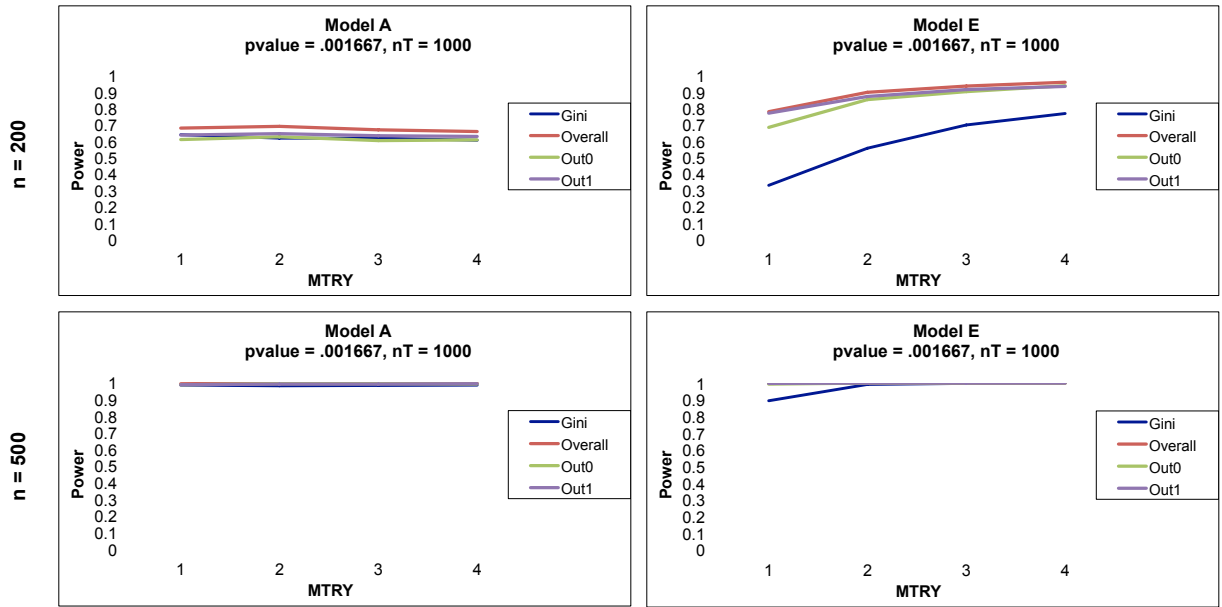 n = 200
Model A
pvalue = .001667, nT = 1000
Power
1
0.9
0.8
0.7
0.6
0.5
0.4
0.3
0.2
0.1
0
1 2 3 4
MTRY
Gini
Overall
Out0
Out1
Model E
pvalue = .001667, nT = 1000
Power
1
0.9
0.8
0.7
0.6
0.5
0.4
0.3
0.2
0.1
0
1 2 3 4
MTRY
Gini
Overall
Out0
Out1
n = 500
Model A
pvalue = .001667, nT = 1000
Power
1
0.9
0.8
0.7
0.6
0.5
0.4
0.3
0.2
0.1
0
1 2 3 4
MTRY
Gini
Overall
Out0
Out1
Model E
pvalue = .001667, nT = 1000
Power
1
0.9
0.8
0.7
0.6
0.5
0.4
0.3
0.2
0.1
0
1 2 3 4
MTRY
Gini
Overall
Out0
Out1